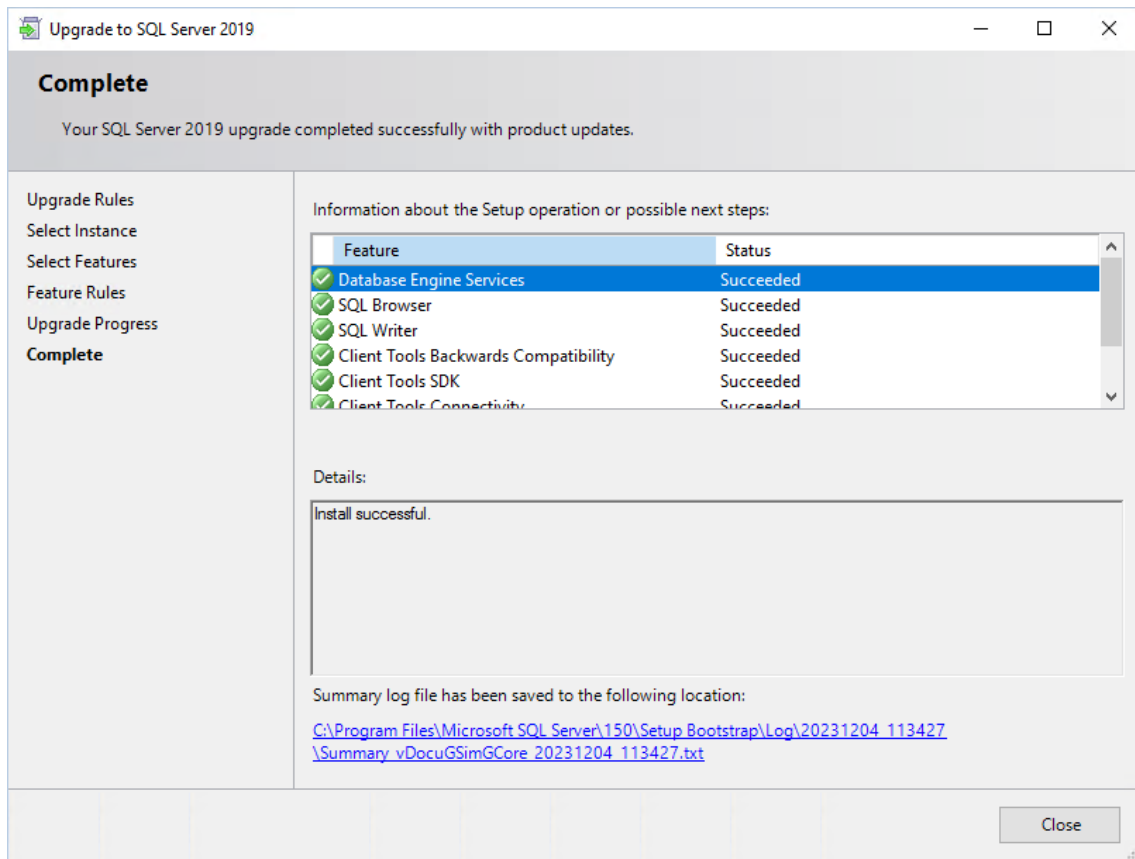 Upgrade to SQL Server 2019
Complete
Your SQL Server 2019 upgrade completed successfully with product updates.
Upgrade Rules
Select Instance
Select Features
Feature Rules
Upgrade Progress
Complete
Information about the Setup operation or possible next steps:
Feature Status
Database Engine Services Succeeded
SQL Browser Succeeded
SQL Writer Succeeded
Client Tools Backwards Compatibility Succeeded
Client Tools SDK Succeeded
Client Tools Connectivity Succeeded
Details:
Install successful.
Summary log file has been saved to the following location:
C:\Program Files\Microsoft SQL Server\150\Setup Bootstrap\Log\20231204_113427
\Summary_vDocuGSimGCore_20231204_113427.txt
Close